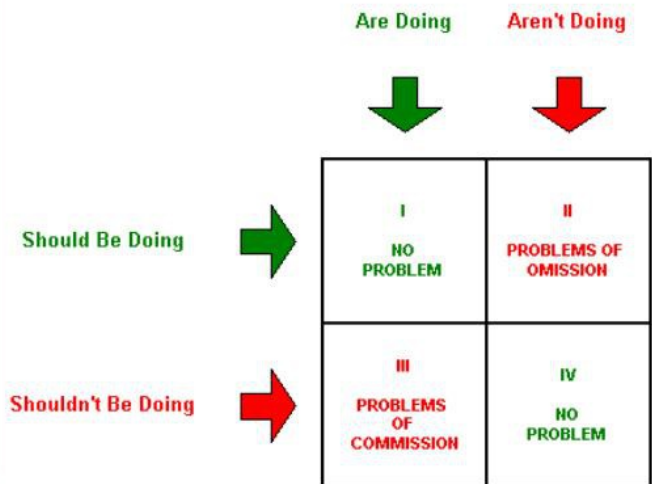 Are Doing
Aren't Doing
Should Be Doing
I
NO
PROBLEM
II
PROBLEMS OF
OMISSION
Shouldn't Be Doing
III
PROBLEMS
OF
COMMISSION
IV
NO
PROBLEM